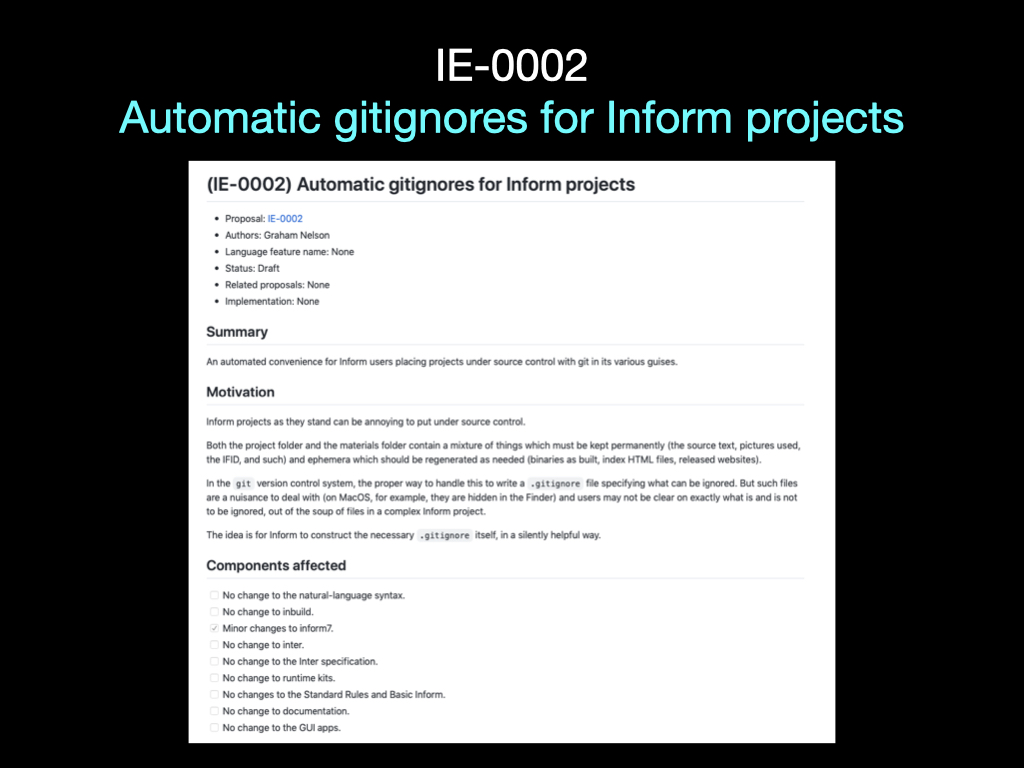 IE-0002
Automatic gitignores for Inform projects
(IE-0002) Automatic gitignores for Inform projects
• Proposal: IE-0002
• Authors: Graham Nelson
• Language feature name: None
• Status: Draft
• Related proposals: None
• Implementation: None
Summary
An automated convenience for Inform users placing projects under source control with git in its various guises.
Motivation
Inform projects as they stand can be annoying to put under source control.
Both the project folder and the materials folder contain a mixture of things which must be kept permanently (the source text, pictures used,
the IFID, and such) and ephemera which should be regenerated as needed (binaries as built, index HTML files, released websites).
In the git version control system, the proper way to handle this to write a .gitignore file specifying what can be ignored. But such files
are a nuisance to deal with (on MacOS, for example, they are hidden in the Finder) and users may not be clear on exactly what is and is not
to be ignored, out of the soup of files in a complex Inform project.
The idea is for Inform to construct the necessary .gitignore itself, in a silently helpful way.
Components affected
No change to the natural-language syntax.
No change to inbuild.
Minor changes to inform7.
No change to inter.
No change to the Inter specification.
No change to runtime kits.
No changes to the Standard Rules and Basic Inform.
No change to documentation.
No change to the GUI apps.